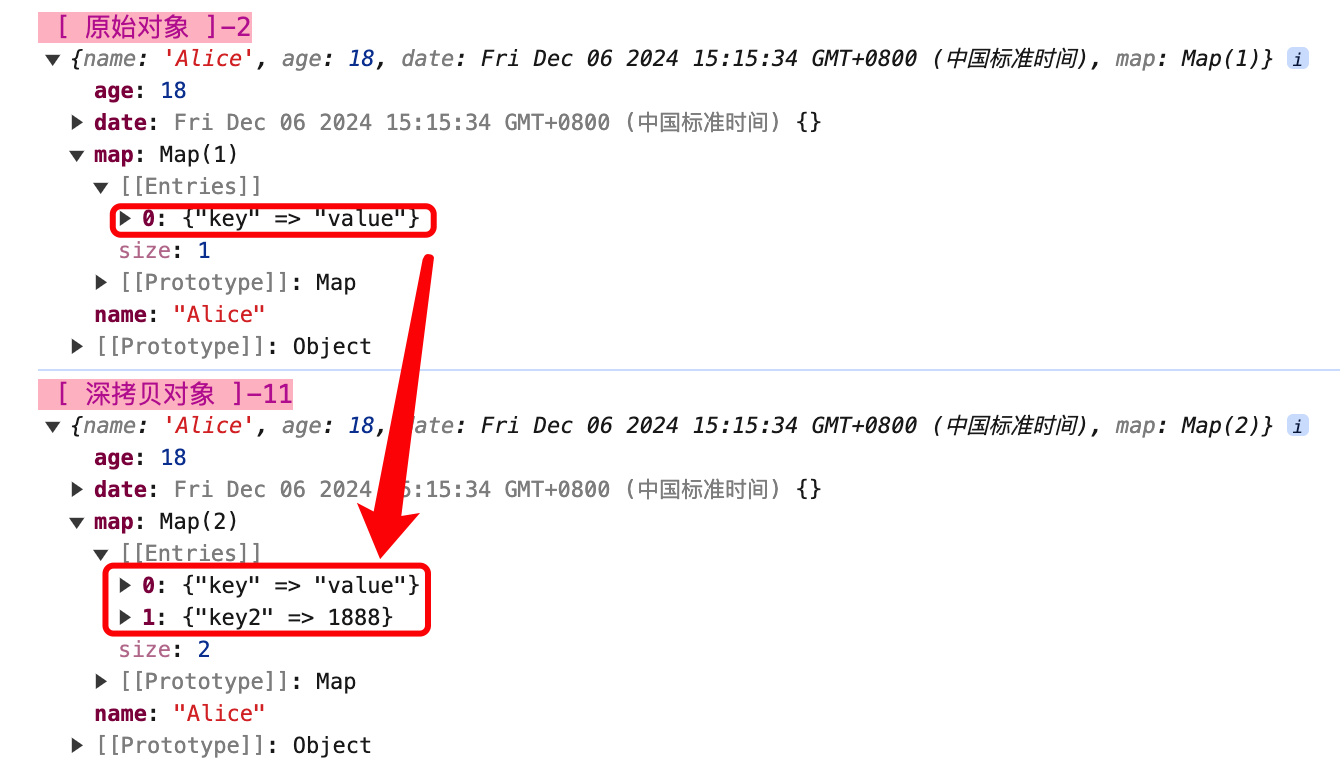 [ 原始对象 ]-2
▼ {name: 'Alice', age: 18, date: Fri Dec 06 2024 15:15:34 GMT+0800 (中国标准时间), map: Map(1)} i
age: 18
▶ date: Fri Dec 06 2024 15:15:34 GMT+0800 (中国标准时间) {}
▼ map: Map(1)
▼ [[Entries]]
▶ 0: {"key" => "value"}
size: 1
▶ [[Prototype]]: Map
name: "Alice"
▶ [[Prototype]]: Object
[ 深拷贝对象 ]-11
▼ {name: 'Alice', age: 18, date: Fri Dec 06 2024 15:15:34 GMT+0800 (中国标准时间), map: Map(2)} i
age: 18
▶ date: Fri Dec 06 2024 15:15:34 GMT+0800 (中国标准时间) {}
▼ map: Map(2)
▼ [[Entries]]
▶ 0: {"key" => "value"}
▶ 1: {"key2" => 1888}
size: 2
▶ [[Prototype]]: Map
name: "Alice"
▶ [[Prototype]]: Object